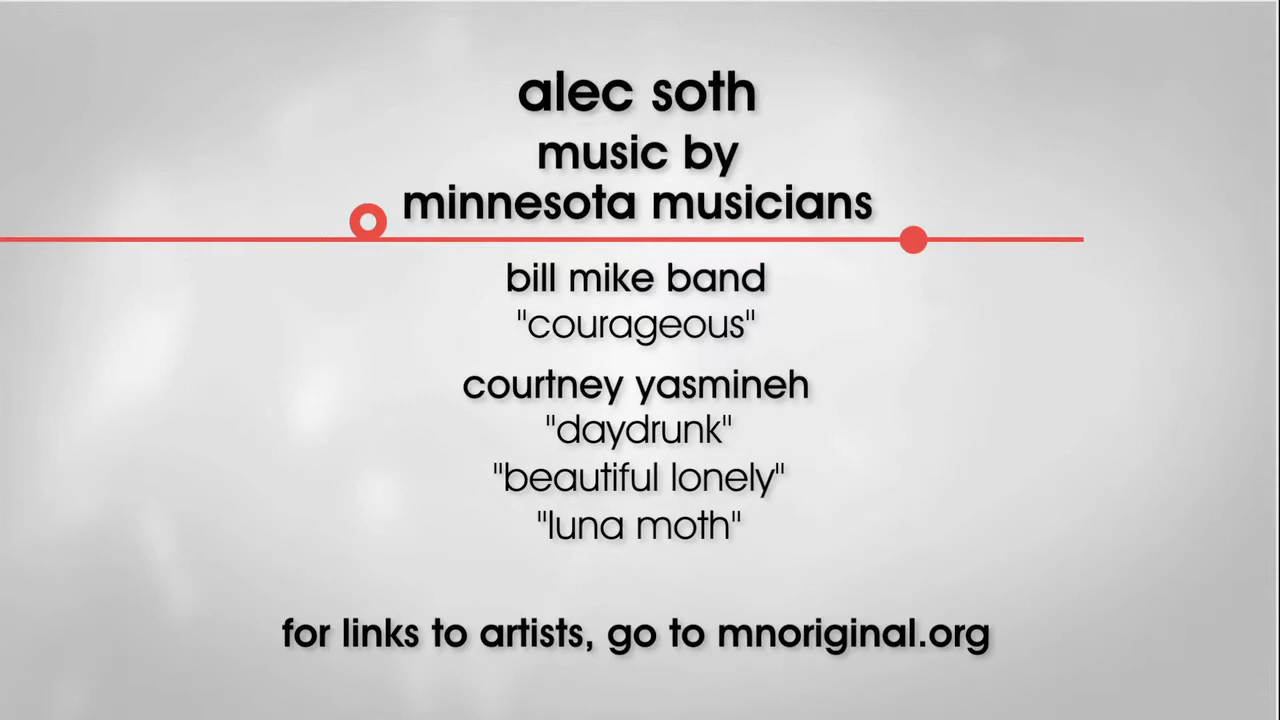 alec soth
music by
minnesota musicians
bill mike band
"courageous"
courtney yasmineh
"daydrunk"
"beautiful lonely"
"luna moth"
for links to artists, go to mnoriginal.org